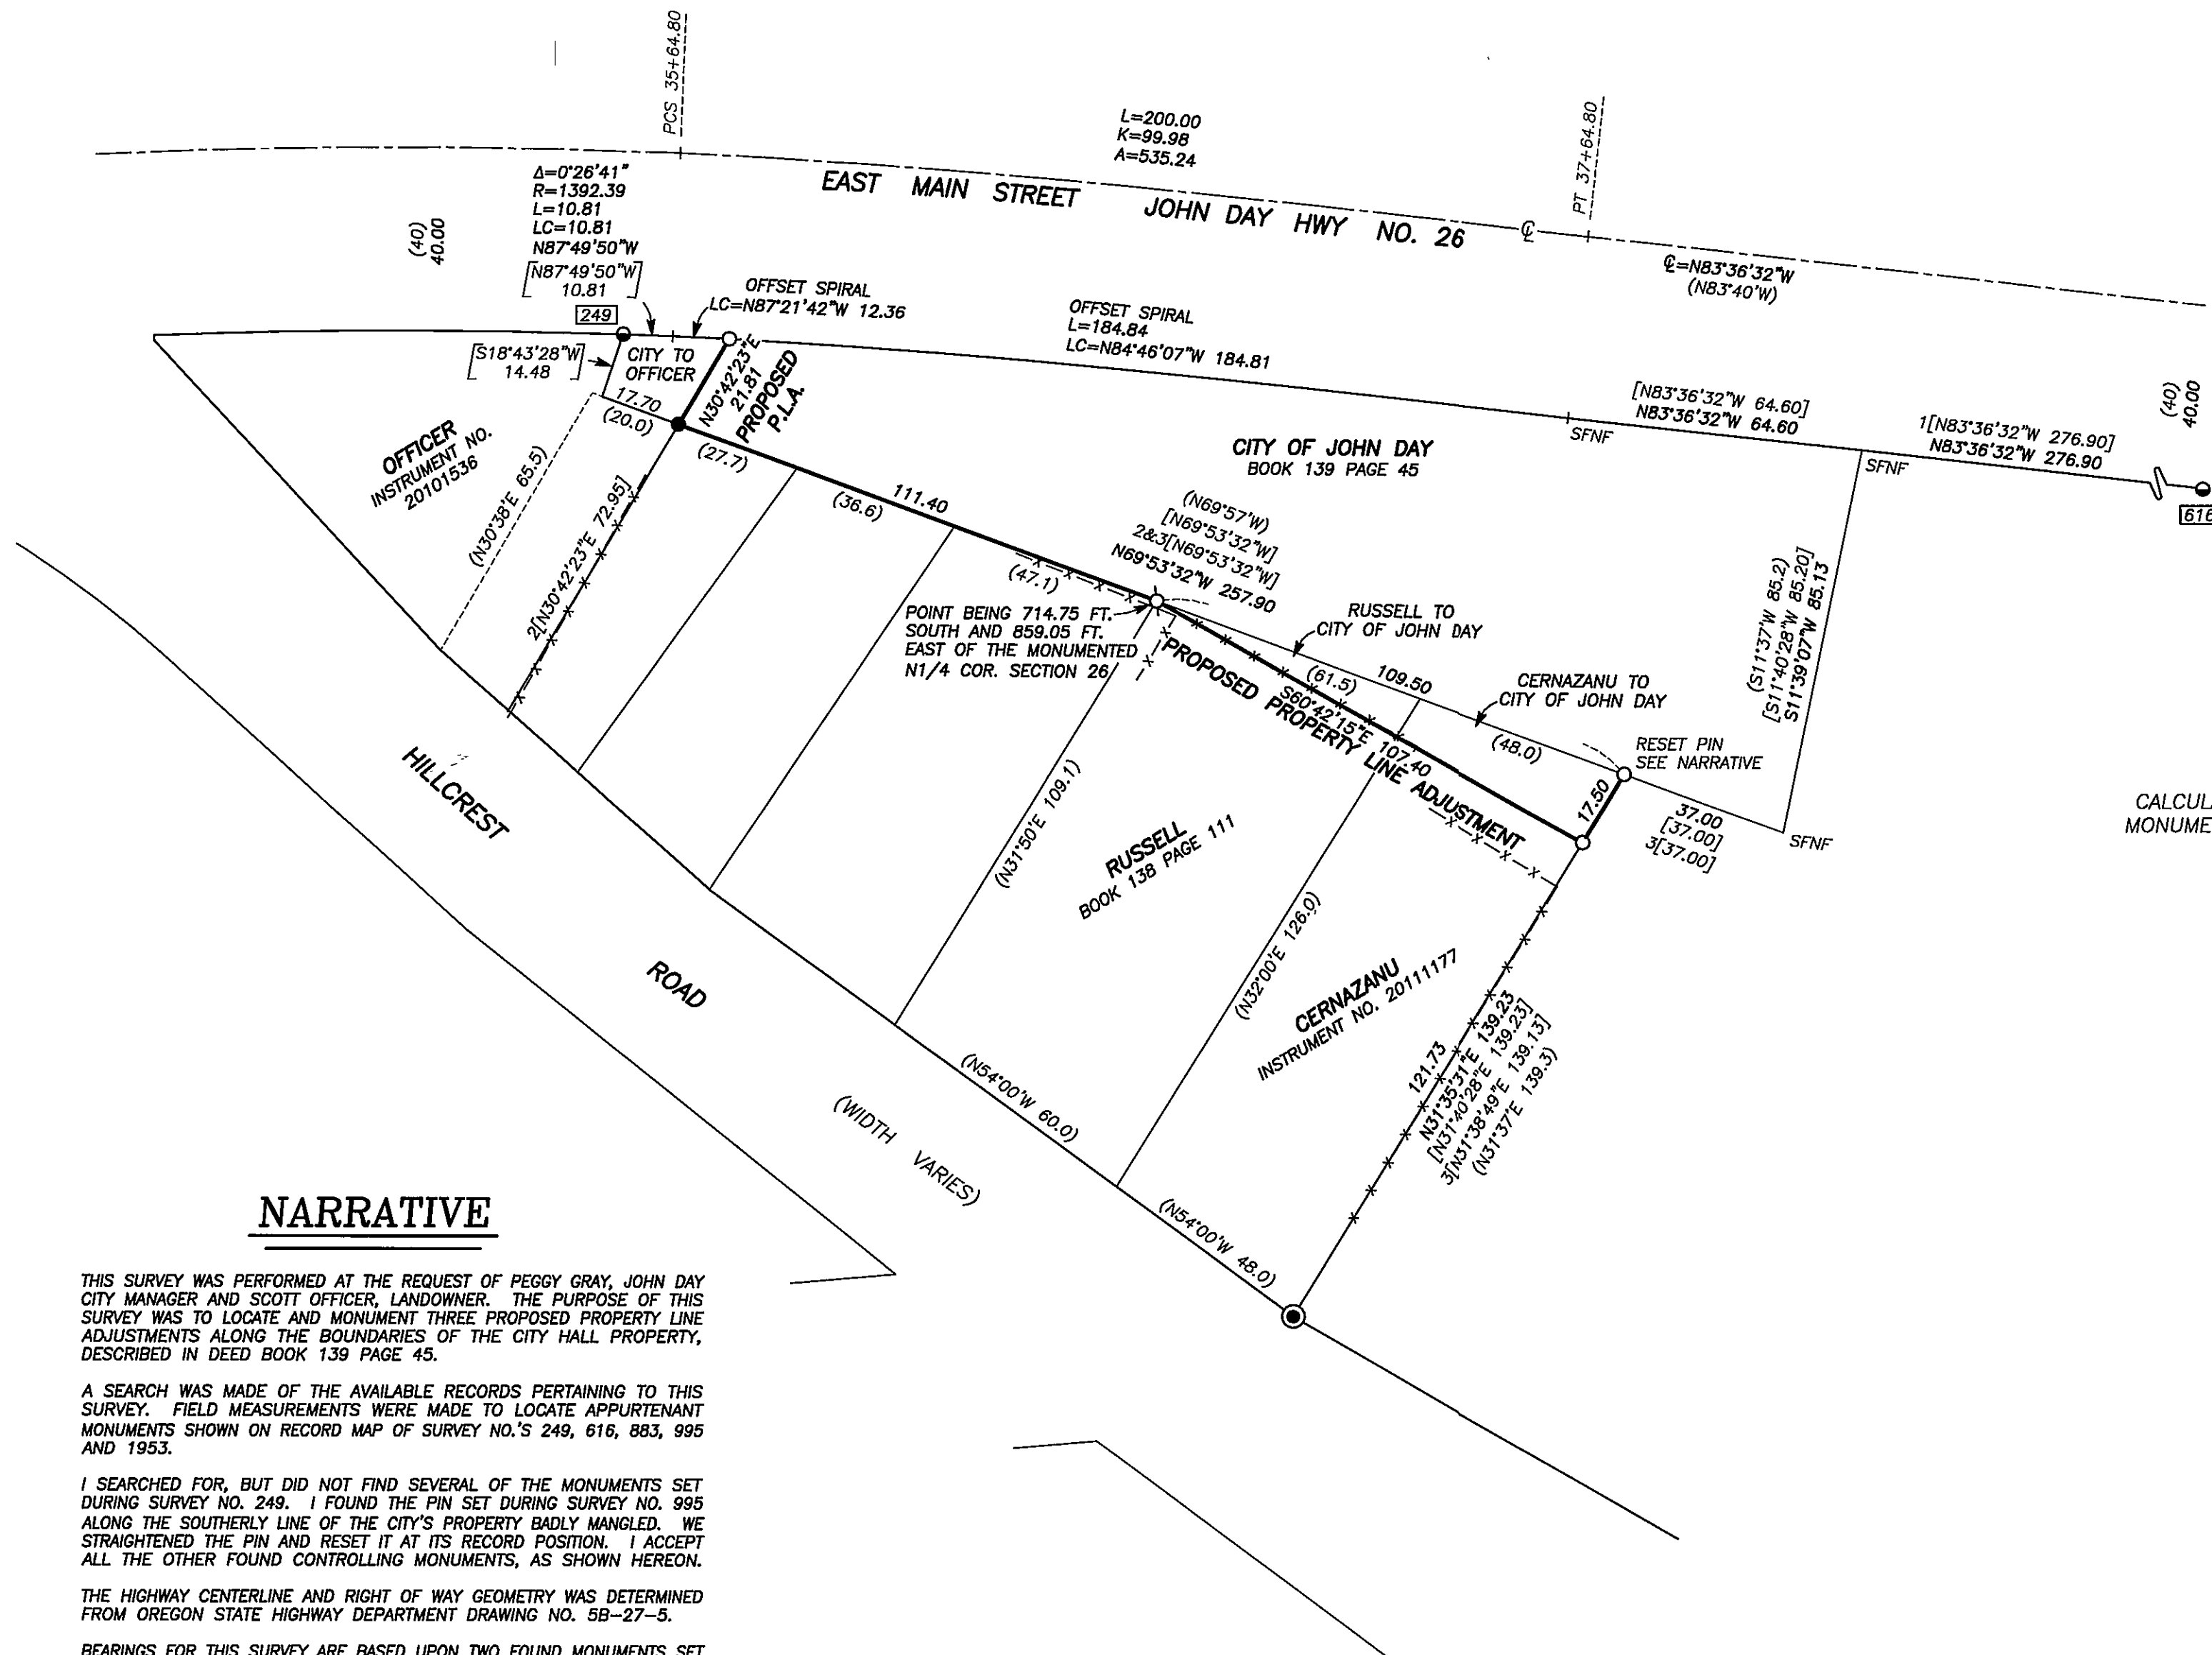 PCS 35+64.80
L=200.00
K=99.98
A=535.24
PT 37+64.80
EAST MAIN STREET JOHN DAY HWY NO. 26
℄
℄=N83°36'32"W
(N83°40'W)
(40)
40.00
Δ=0°26'41"
R=1392.39
L=10.81
LC=10.81
N87°49'50"W
[N87°49'50"W]
10.81
249
OFFSET SPIRAL
LC=N87°21'42"W 12.36
OFFSET SPIRAL
L=184.84
LC=N84°46'07"W 184.81
[S18°43'28"W]
14.48
CITY TO
OFFICER
17.70
(20.0)
N30°42'23"E
21.81
PROPOSED
P.L.A.
(27.7)
[N83°36'32"W 64.60]
N83°36'32"W 64.60
SFNF
1[N83°36'32"W 276.90]
N83°36'32"W 276.90
SFNF
(40)
40.00
616
CITY OF JOHN DAY
BOOK 139 PAGE 45
OFFICER
INSTRUMENT NO.
20101536
(N30°38'E 65.5)
2[N30°42'23"E 72.95]
111.40
(36.6)
(47.1)
(N69°57'W)
[N69°53'32"W]
2&3[N69°53'32"W]
N69°53'32"W 257.90
POINT BEING 714.75 FT.
SOUTH AND 859.05 FT.
EAST OF THE MONUMENTED
N1/4 COR. SECTION 26
RUSSELL TO
CITY OF JOHN DAY
(61.5)
109.50
S60°42'15"E 107.40
PROPOSED PROPERTY LINE ADJUSTMENT
CERNAZANU TO
CITY OF JOHN DAY
(48.0)
RESET PIN
SEE NARRATIVE
(S11°37'W 85.2)
[S11°40'28"W 85.20]
S11°39'07"W 85.13
17.50
37.00
[37.00]
3[37.00]
SFNF
CALCUL
MONUME
HILLCREST
ROAD
(WIDTH VARIES)
(N31°50'E 109.1)
RUSSELL
BOOK 138 PAGE 111
(N32°00'E 126.0)
CERNAZANU
INSTRUMENT NO. 20111177
121.73
N31°35'31"E 139.23
[N31°40'28"E 139.23]
3[N31°38'49"E 139.13]
(N31°37'E 139.3)
(N54°00'W 60.0)
(N54°00'W 48.0)
NARRATIVE
THIS SURVEY WAS PERFORMED AT THE REQUEST OF PEGGY GRAY, JOHN DAY
CITY MANAGER AND SCOTT OFFICER, LANDOWNER. THE PURPOSE OF THIS
SURVEY WAS TO LOCATE AND MONUMENT THREE PROPOSED PROPERTY LINE
ADJUSTMENTS ALONG THE BOUNDARIES OF THE CITY HALL PROPERTY,
DESCRIBED IN DEED BOOK 139 PAGE 45.
A SEARCH WAS MADE OF THE AVAILABLE RECORDS PERTAINING TO THIS
SURVEY. FIELD MEASUREMENTS WERE MADE TO LOCATE APPURTENANT
MONUMENTS SHOWN ON RECORD MAP OF SURVEY NO.'S 249, 616, 883, 995
AND 1953.
I SEARCHED FOR, BUT DID NOT FIND SEVERAL OF THE MONUMENTS SET
DURING SURVEY NO. 249. I FOUND THE PIN SET DURING SURVEY NO. 995
ALONG THE SOUTHERLY LINE OF THE CITY'S PROPERTY BADLY MANGLED. WE
STRAIGHTENED THE PIN AND RESET IT AT ITS RECORD POSITION. I ACCEPT
ALL THE OTHER FOUND CONTROLLING MONUMENTS, AS SHOWN HEREON.
THE HIGHWAY CENTERLINE AND RIGHT OF WAY GEOMETRY WAS DETERMINED
FROM OREGON STATE HIGHWAY DEPARTMENT DRAWING NO. 5B-27-5.
BEARINGS FOR THIS SURVEY ARE BASED UPON TWO FOUND MONUMENTS SET